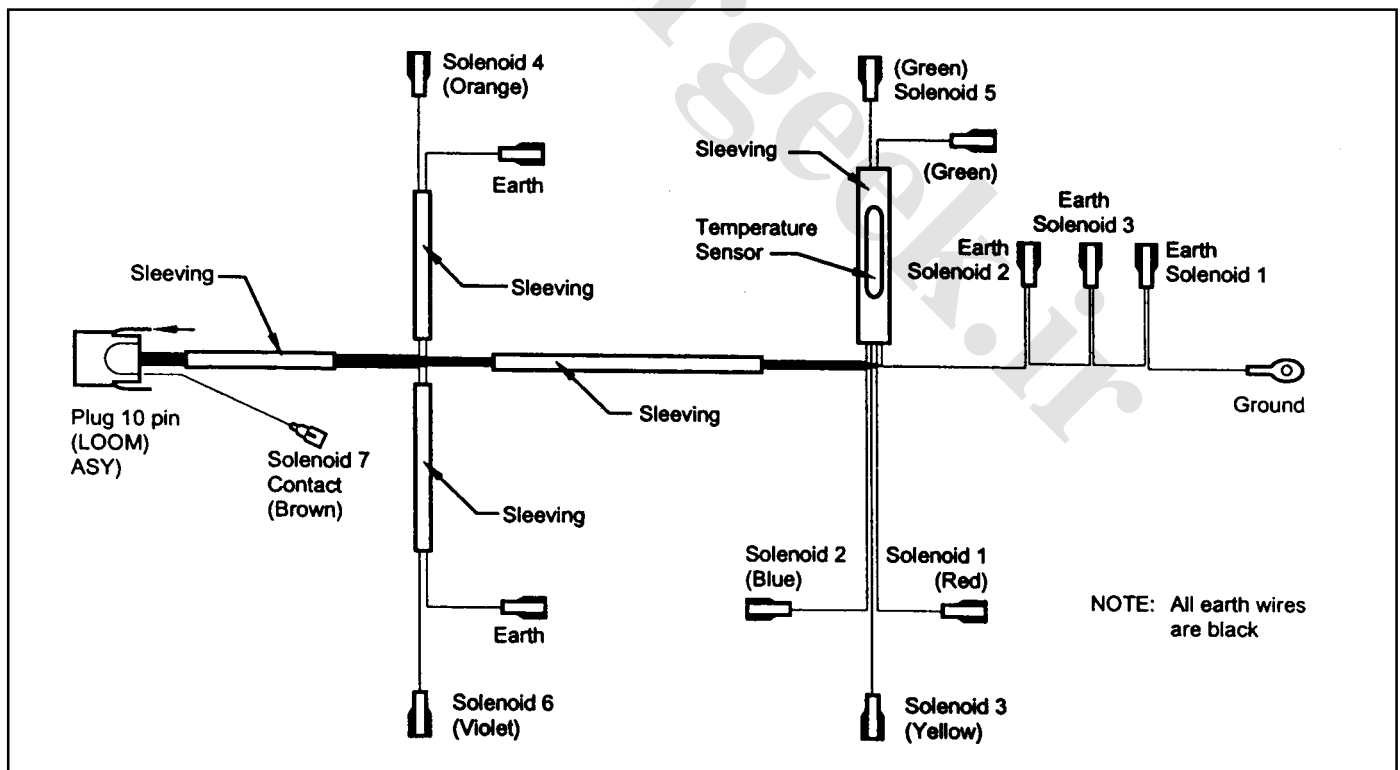 Solenoid 4
(Orange)
(Green)
Solenoid 5
Earth
Sleeving
(Green)
Temperature
Sensor
Earth
Solenoid 3
Earth
Solenoid 2
Earth
Solenoid 1
Sleeving
Sleeving
Sleeving
Ground
Plug 10 pin
(LOOM)
ASY)
Solenoid 7
Contact
(Brown)
Sleeving
Solenoid 2
(Blue)
Solenoid 1
(Red)
NOTE: All earth wires
are black
Earth
Solenoid 6
(Violet)
Solenoid 3
(Yellow)
rgeek.ir